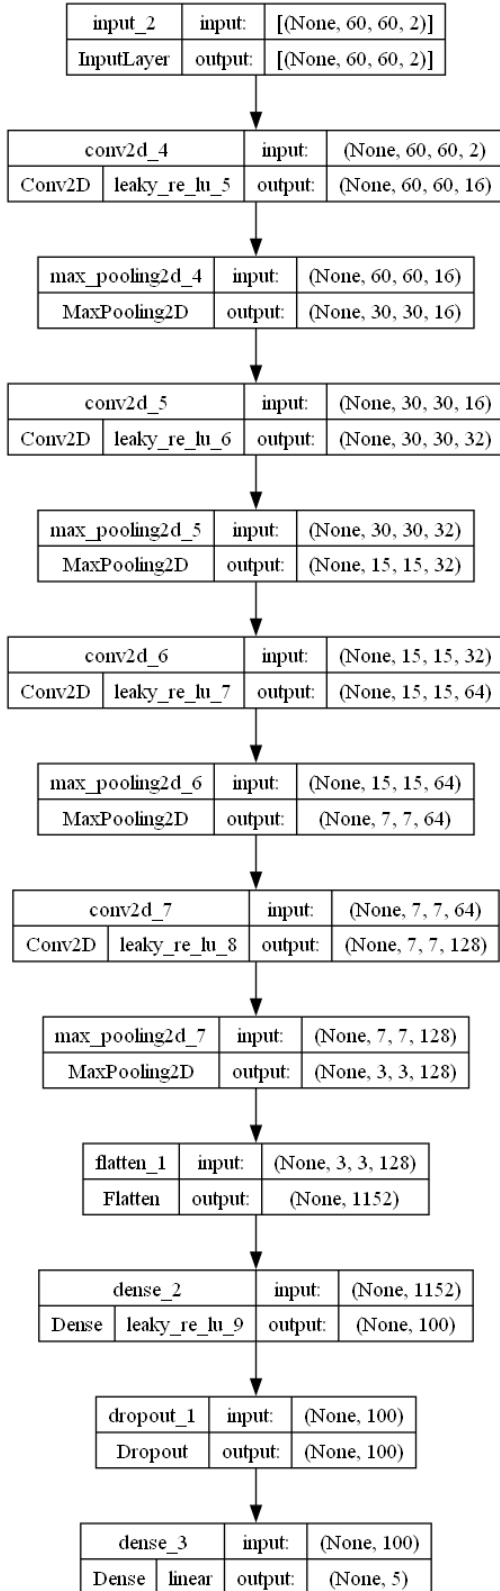 input_2 input: [(None, 60, 60, 2)]
InputLayer output: [(None, 60, 60, 2)]
conv2d_4 input: (None, 60, 60, 2)
Conv2D leaky_re_lu_5 output: (None, 60, 60, 16)
max_pooling2d_4 input: (None, 60, 60, 16)
MaxPooling2D output: (None, 30, 30, 16)
conv2d_5 input: (None, 30, 30, 16)
Conv2D leaky_re_lu_6 output: (None, 30, 30, 32)
max_pooling2d_5 input: (None, 30, 30, 32)
MaxPooling2D output: (None, 15, 15, 32)
conv2d_6 input: (None, 15, 15, 32)
Conv2D leaky_re_lu_7 output: (None, 15, 15, 64)
max_pooling2d_6 input: (None, 15, 15, 64)
MaxPooling2D output: (None, 7, 7, 64)
conv2d_7 input: (None, 7, 7, 64)
Conv2D leaky_re_lu_8 output: (None, 7, 7, 128)
max_pooling2d_7 input: (None, 7, 7, 128)
MaxPooling2D output: (None, 3, 3, 128)
flatten_1 input: (None, 3, 3, 128)
Flatten output: (None, 1152)
dense_2 input: (None, 1152)
Dense leaky_re_lu_9 output: (None, 100)
dropout_1 input: (None, 100)
Dropout output: (None, 100)
dense_3 input: (None, 100)
Dense linear output: (None, 5)